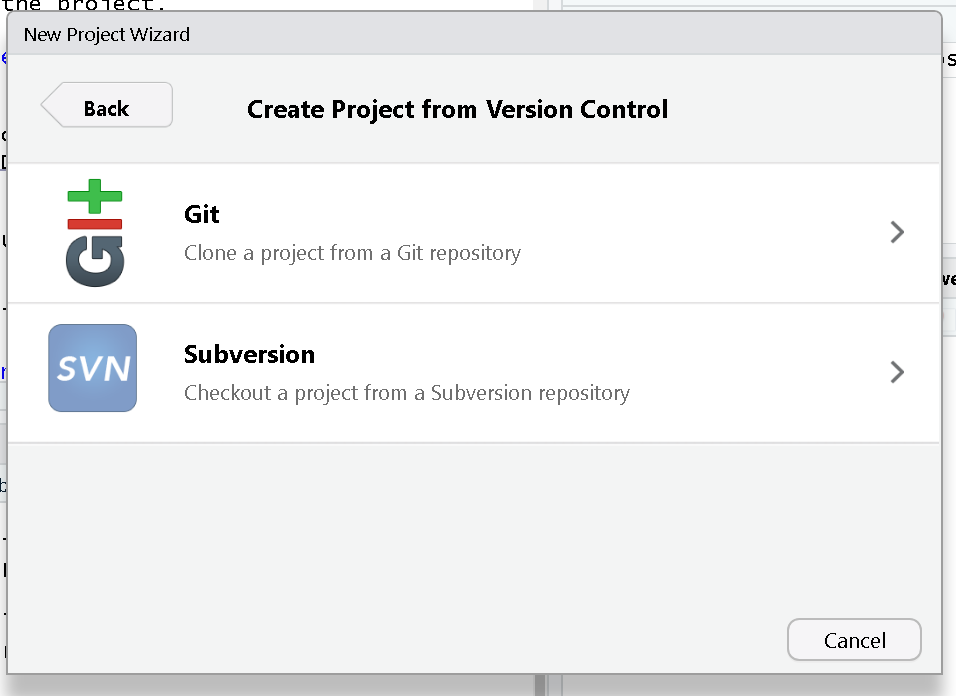 the project.
New Project Wizard
Back
Create Project from Version Control
Git
Git
Clone a project from a Git repository
SVN
Subversion
Checkout a project from a Subversion repository
Cancel